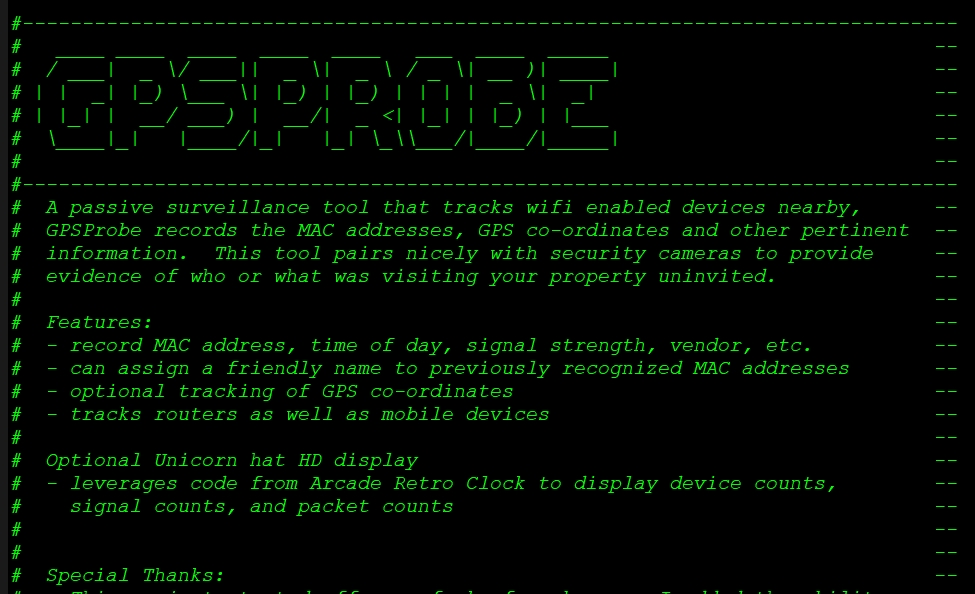 #------------------------------------------------------------------------------
#   ____ ____  ____  ____  ____   ___  ____  _____                            --
#  / ___|  _ \/ ___||  _ \|  _ \ / _ \| __ )| ____|                           --
# | |  _| |_) \___ \| |_) | |_) | | | |  _ \|  _|                             --
# | |_| |  __/ ___) |  __/|  _ <| |_| | |_) | |___                            --
#  \____|_|   |____/|_|   |_| \_\\___/|____/|_____|                           --
#                                                                             --
#------------------------------------------------------------------------------
#  A passive surveillance tool that tracks wifi enabled devices nearby,       --
#  GPSProbe records the MAC addresses, GPS co-ordinates and other pertinent   --
#  information.  This tool pairs nicely with security cameras to provide      --
#  evidence of who or what was visiting your property uninvited.              --
#                                                                             --
#  Features:                                                                  --
#  - record MAC address, time of day, signal strength, vendor, etc.           --
#  - can assign a friendly name to previously recognized MAC addresses        --
#  - optional tracking of GPS co-ordinates                                    --
#  - tracks routers as well as mobile devices                                 --
#                                                                             --
#  Optional Unicorn hat HD display                                            --
#  - leverages code from Arcade Retro Clock to display device counts,         --
#    signal counts, and packet counts                                         --
#                                                                             --
#                                                                             --
#  Special Thanks:                                                            --